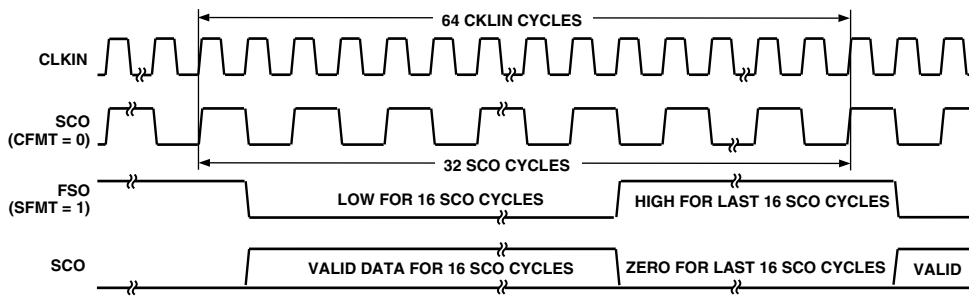 64 CKLIN CYCLES
CLKIN
SCO
(CFMT = 0)
32 SCO CYCLES
FSO
(SFMT = 1)
LOW FOR 16 SCO CYCLES
HIGH FOR LAST 16 SCO CYCLES
SCO
VALID DATA FOR 16 SCO CYCLES
ZERO FOR LAST 16 SCO CYCLES
VALID